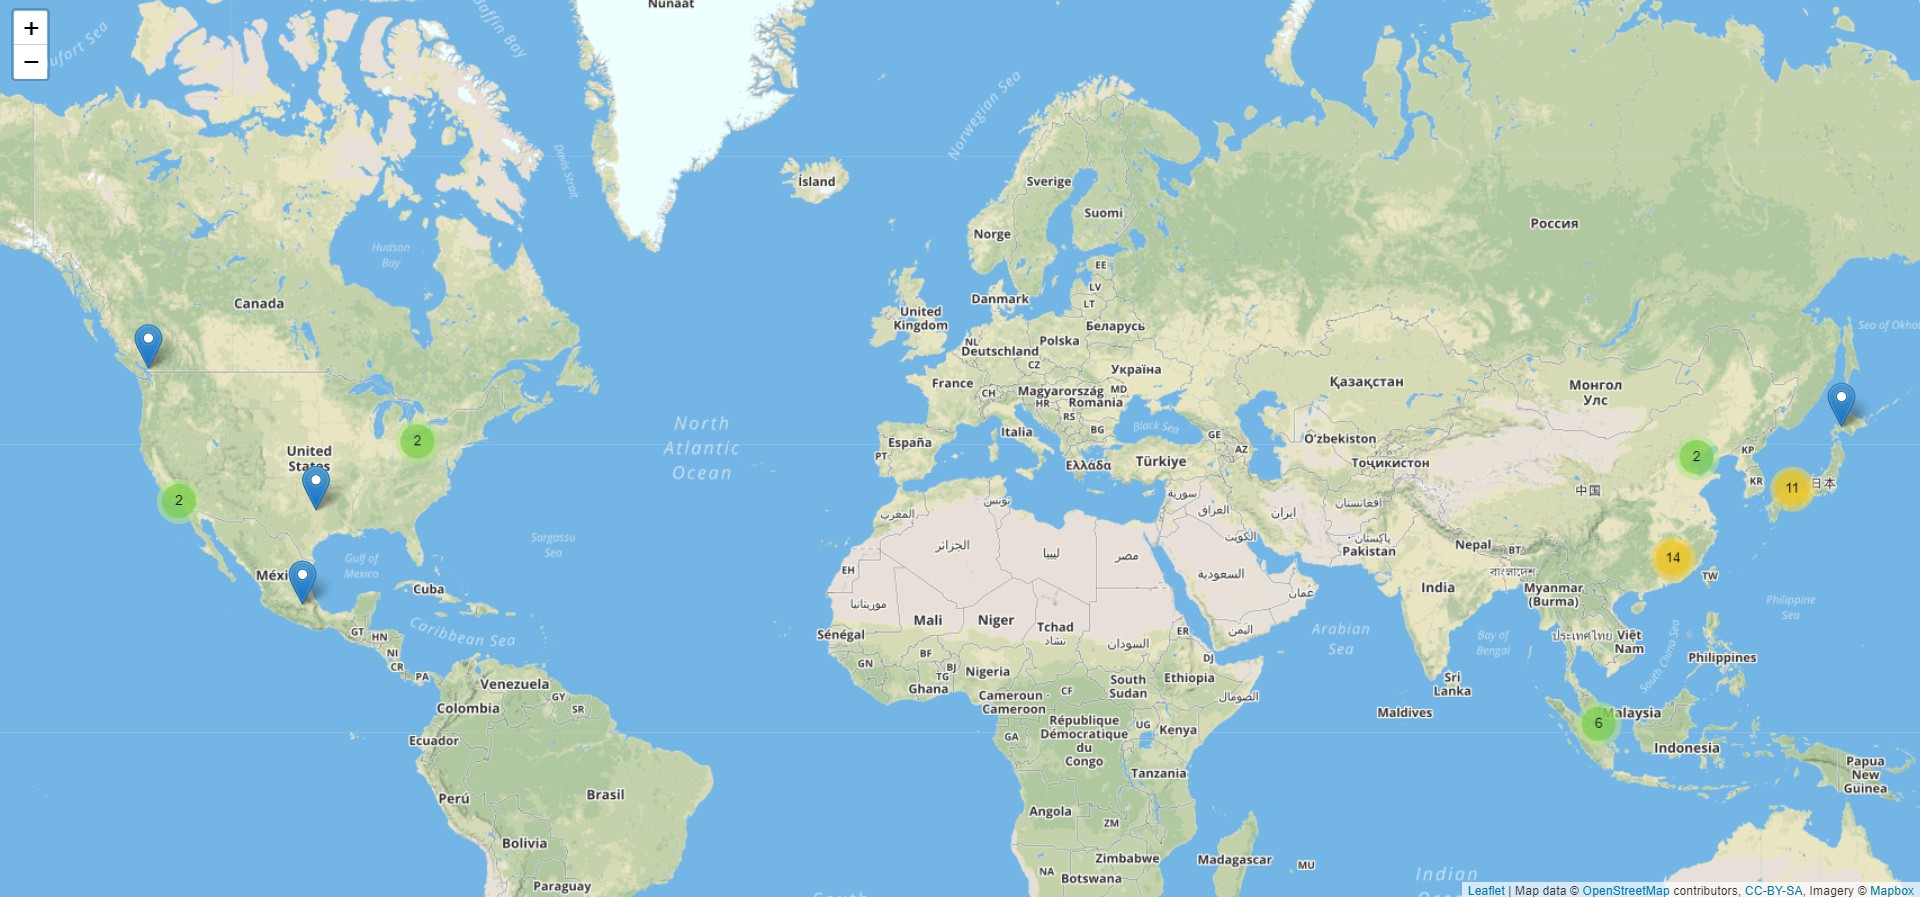 Nunaat
+
−
Baffin Bay
Norwegian Sea
Davis Strait
Ísland
Sverige
Suomi
Norge
Россия
Hudson
Bay
EE
LV
LT
Canada
Danmark
United
Kingdom
Беларусь
NL
Deutschland
Polska
CZ
Україна
France
CH
Magyarország
MD
HR
România
RS
BG
Black Sea
GE
AZ
Italia
España
PT
Ελλάδα
Türkiye
Қазақстан
Монгол
Улс
O'zbekiston
Тоҷикистон
中国
KP
KR
日本
2
11
14
North
Atlantic
Ocean
United
States
2
2
تونس
المغرب
الجزائر
ليبيا
مصر
سوريا
العراق
ایران
افغانستان
الكويت
پاکستان
Pakistan
Nepal
BT
বাংলাদেশ
India
Myanmar
(Burma)
TW
Sargasso
Sea
Gulf of
Mexico
Méxi
Cuba
EH
موريتانيا
السعودية
عمان
اليمن
Philippine
Sea
Caribbean Sea
GT
HN
NI
CR
PA
Sénégal
Mali
Niger
Tchad
تشاد
السودان
ER
DJ
Arabian
Sea
Bay of
Bengal
ประเทศไทย
Việt
Nam
South China Sea
Philippines
GN
BF
BJ
TG
Ghana
Nigeria
Cameroun -
Cameroon
CF
South
Sudan
Ethiopia
الصومال
Sri
Lanka
Maldives
6
Malaysia
Indonesia
Venezuela
GY
SR
Colombia
Ecuador
GA
République
Démocratique
du
Congo
UG
Kenya
Tanzania
Papua
New
Guinea
Perú
Brasil
Angola
ZM
Bolivia
Zimbabwe
Madagascar
MU
NA
Botswana
Paraguay
Indian
Leaflet | Map data © OpenStreetMap contributors, CC-BY-SA, Imagery © Mapbox